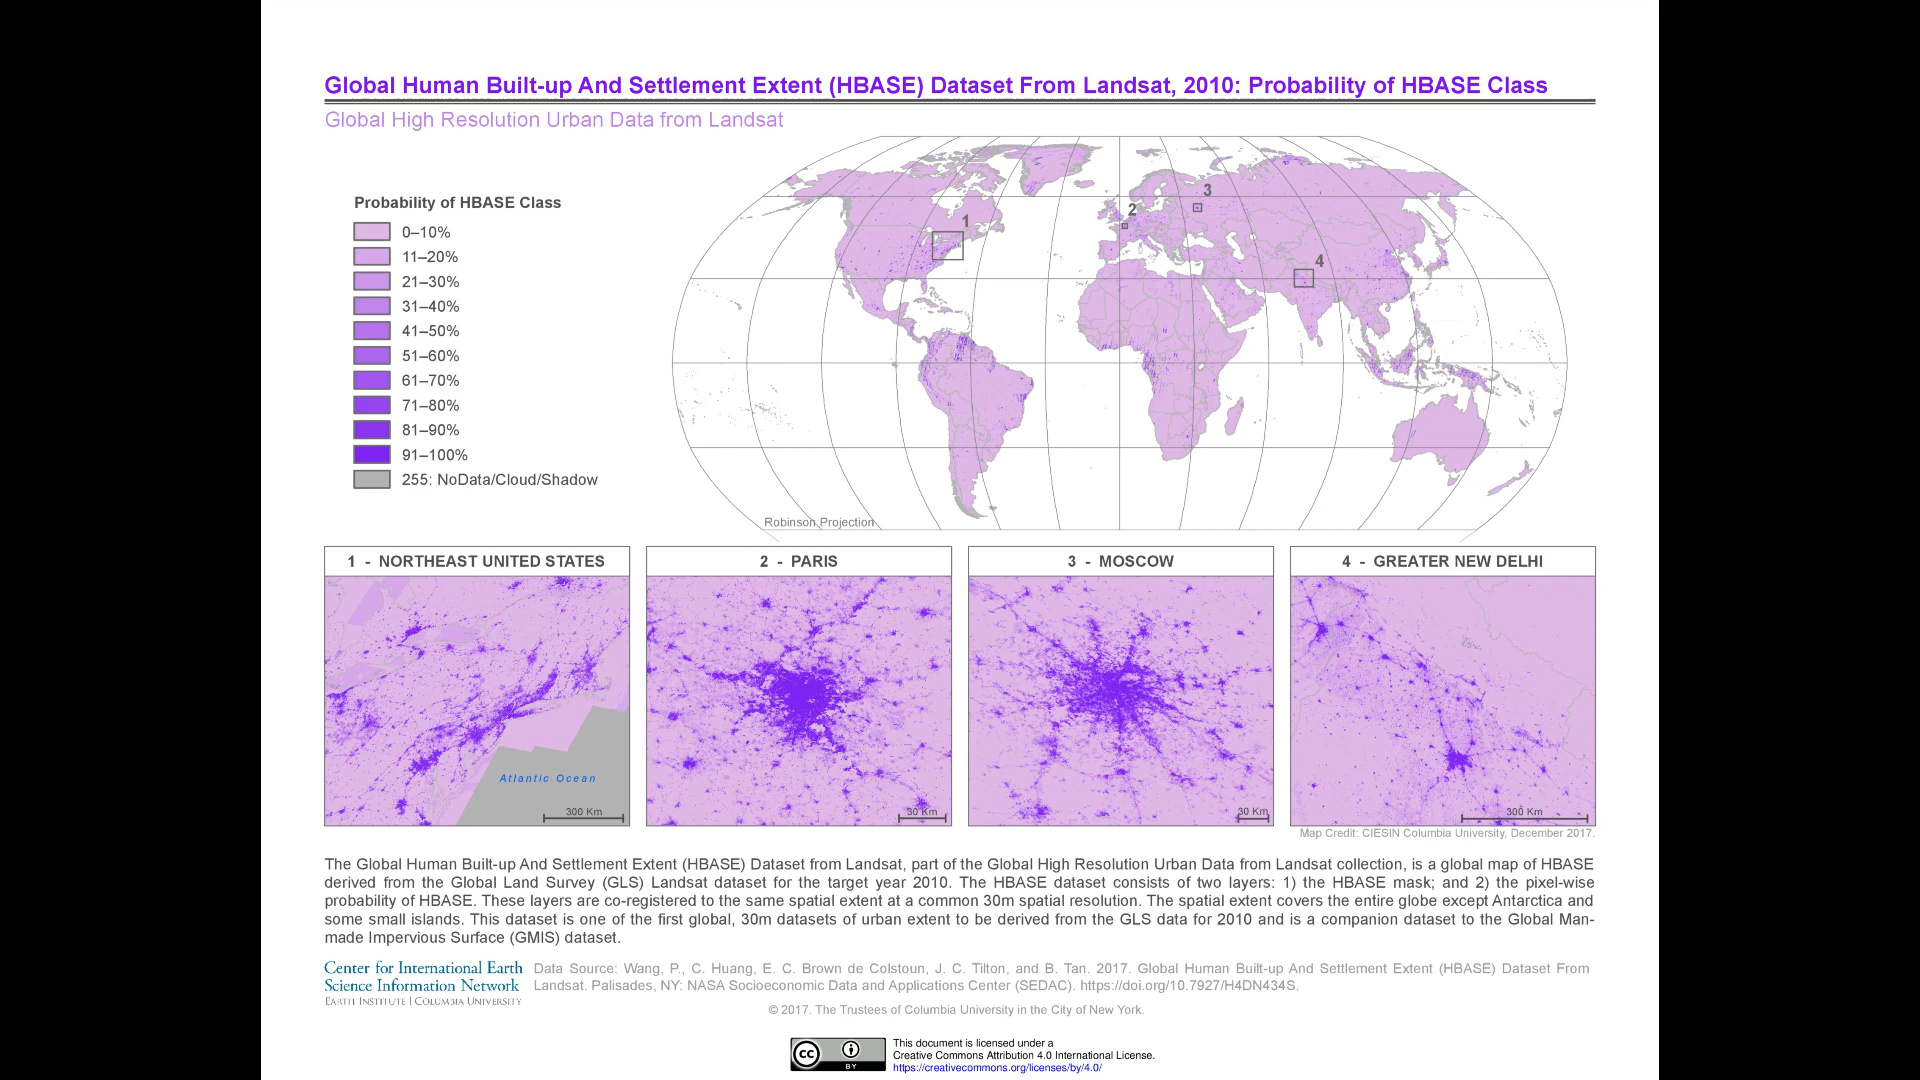 Global Human Built-up And Settlement Extent (HBASE) Dataset From Landsat, 2010: Probability of HBASE Class
Global High Resolution Urban Data from Landsat
Probability of HBASE Class
0–10%
11–20%
21–30%
31–40%
41–50%
51–60%
61–70%
71–80%
81–90%
91–100%
255: NoData/Cloud/Shadow
1
2
3
4
Robinson Projection
1 - NORTHEAST UNITED STATES
Atlantic Ocean
300 Km
2 - PARIS
30 Km
3 - MOSCOW
30 Km
4 - GREATER NEW DELHI
300 Km
Map Credit: CIESIN Columbia University, December 2017.
The Global Human Built-up And Settlement Extent (HBASE) Dataset from Landsat, part of the Global High Resolution Urban Data from Landsat collection, is a global map of HBASE
derived from the Global Land Survey (GLS) Landsat dataset for the target year 2010. The HBASE dataset consists of two layers: 1) the HBASE mask; and 2) the pixel-wise
probability of HBASE. These layers are co-registered to the same spatial extent at a common 30m spatial resolution. The spatial extent covers the entire globe except Antarctica and
some small islands. This dataset is one of the first global, 30m datasets of urban extent to be derived from the GLS data for 2010 and is a companion dataset to the Global Man-
made Impervious Surface (GMIS) dataset.
Center for International Earth
Science Information Network
EARTH INSTITUTE | COLUMBIA UNIVERSITY
Data Source: Wang, P., C. Huang, E. C. Brown de Colstoun, J. C. Tilton, and B. Tan. 2017. Global Human Built-up And Settlement Extent (HBASE) Dataset From
Landsat. Palisades, NY: NASA Socioeconomic Data and Applications Center (SEDAC). https://doi.org/10.7927/H4DN434S.
© 2017. The Trustees of Columbia University in the City of New York.
cc
BY
This document is licensed under a
Creative Commons Attribution 4.0 International License.
https://creativecommons.org/licenses/by/4.0/